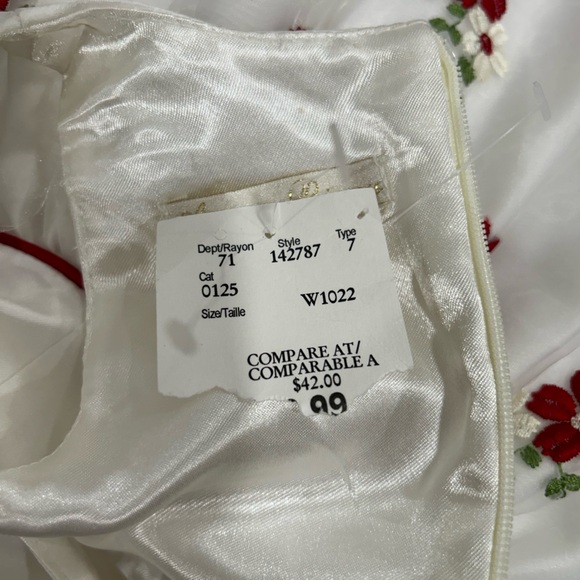 Dept/Rayon Style Type
71 142787 7
Cat
0125 W1022
Size/Taille
COMPARE AT/
COMPARABLE A
$42.00
99